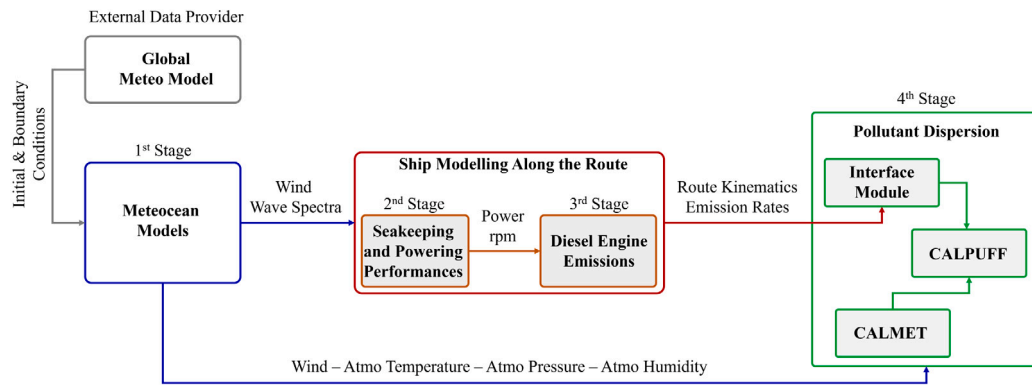 External Data Provider
Global
Meteo Model
Initial & Boundary
Conditions
1st Stage
Meteocean
Models
Wind
Wave Spectra
Ship Modelling Along the Route
2nd Stage
Seakeeping
and Powering
Performances
Power
rpm
3rd Stage
Diesel Engine
Emissions
Route Kinematics
Emission Rates
4th Stage
Pollutant Dispersion
Interface
Module
CALPUFF
CALMET
Wind – Atmo Temperature – Atmo Pressure – Atmo Humidity